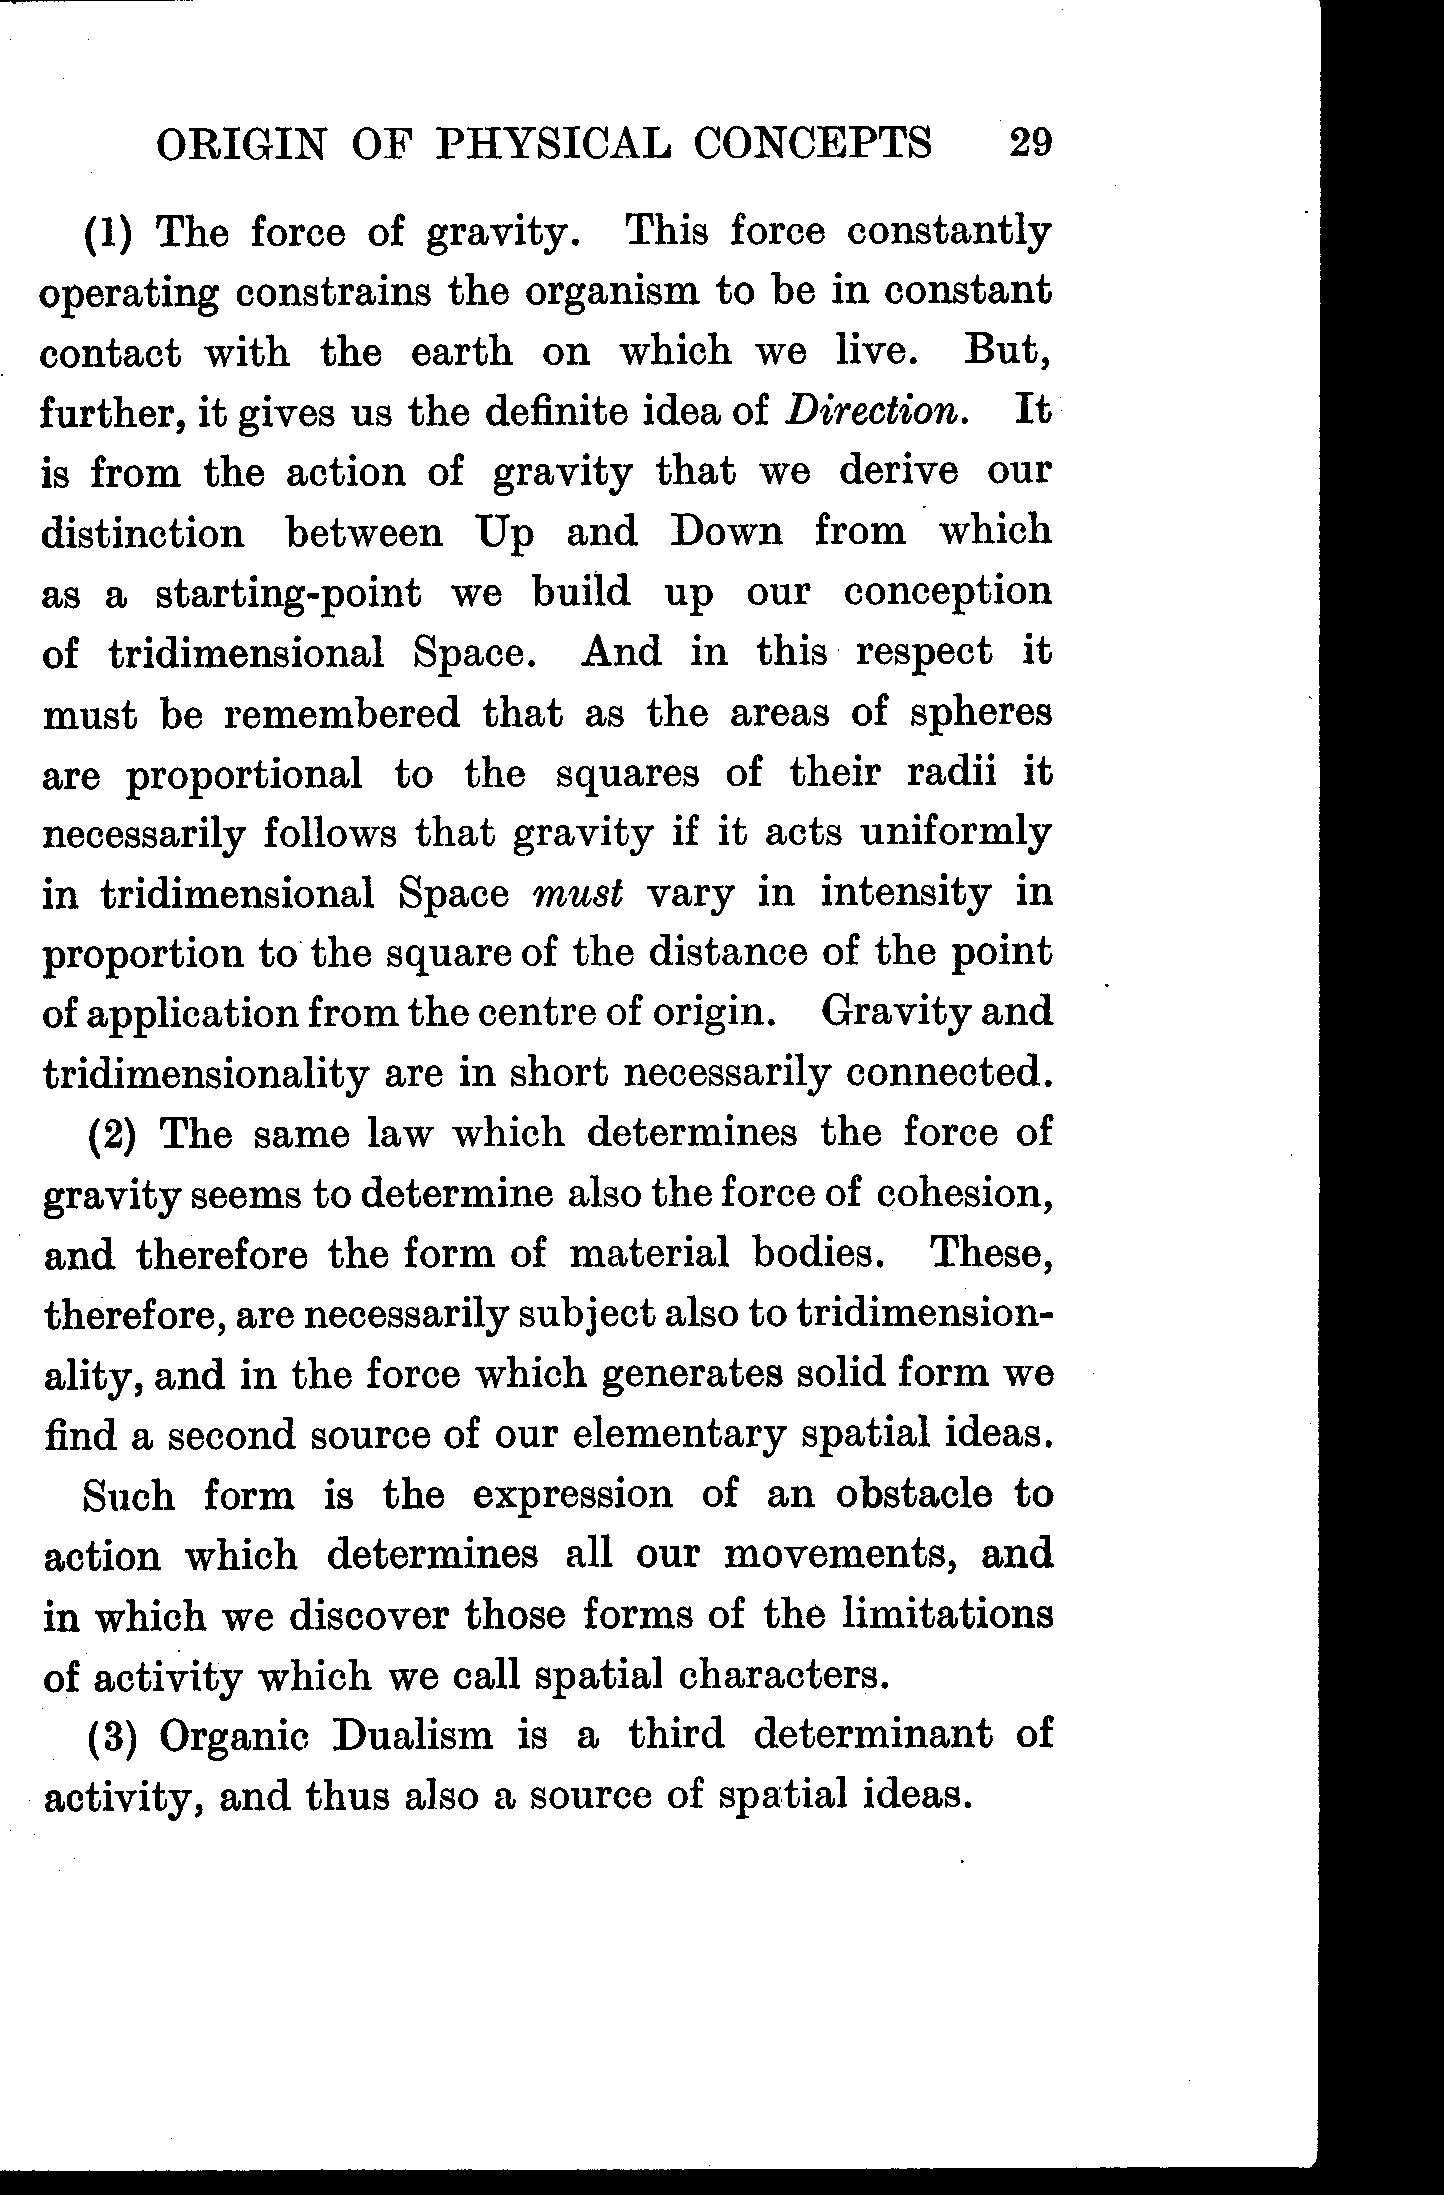 ORIGIN OF PHYSICAL CONCEPTS 29
(1) The force of gravity. This force constantly
operating constrains the organism to be in constant
contact with the earth on which we live. But,
further, it gives us the definite idea of Direction. It
is from the action of gravity that we derive our
distinction between Up and Down from which
as a starting-point we build up our conception
of tridimensional Space. And in this respect it
must be remembered that as the areas of spheres
are proportional to the squares of their radii it
necessarily follows that gravity if it acts uniformly
in tridimensional Space must vary in intensity in
proportion to the square of the distance of the point
of application from the centre of origin. Gravity and
tridimensionality are in short necessarily connected.
(2) The same law which determines the force of
gravity seems to determine also the force of cohesion,
and therefore the form of material bodies. These,
therefore, are necessarily subject also to tridimension-
ality, and in the force which generates solid form we
find a second source of our elementary spatial ideas.
Such form is the expression of an obstacle to
action which determines all our movements, and
in which we discover those forms of the limitations
of activity which we call spatial characters.
(3) Organic Dualism is a third determinant of
activity, and thus also a source of spatial ideas.